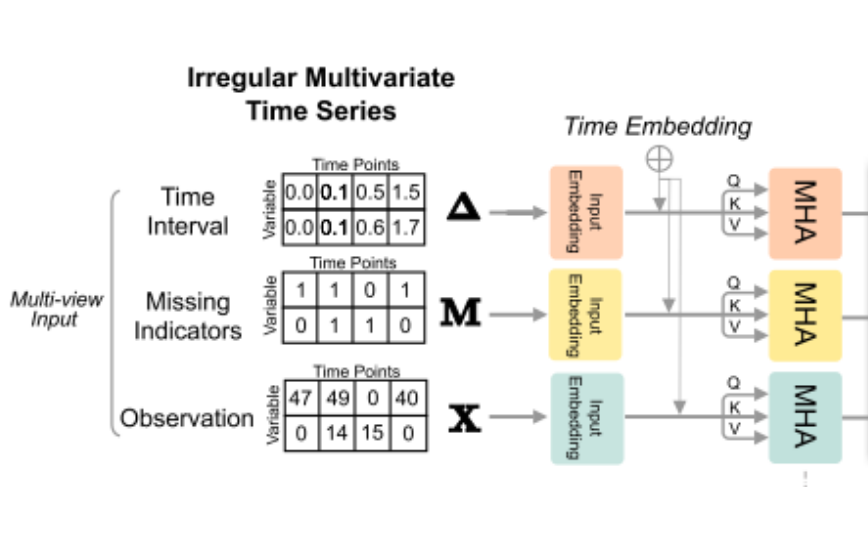 Irregular Multivariate
Time Series
Time Embedding
Multi-view
Input
Time
Interval
Time Points
Variable
0.0 0.1 0.5 1.5
0.0 0.1 0.6 1.7
Δ
Input
Embedding
Q
K
V
MHA
Missing
Indicators
Time Points
Variable
1 1 0 1
0 1 1 0
M
Input
Embedding
Q
K
V
MHA
Observation
Time Points
Variable
47 49 0 40
0 14 15 0
X
Input
Embedding
Q
K
V
MHA